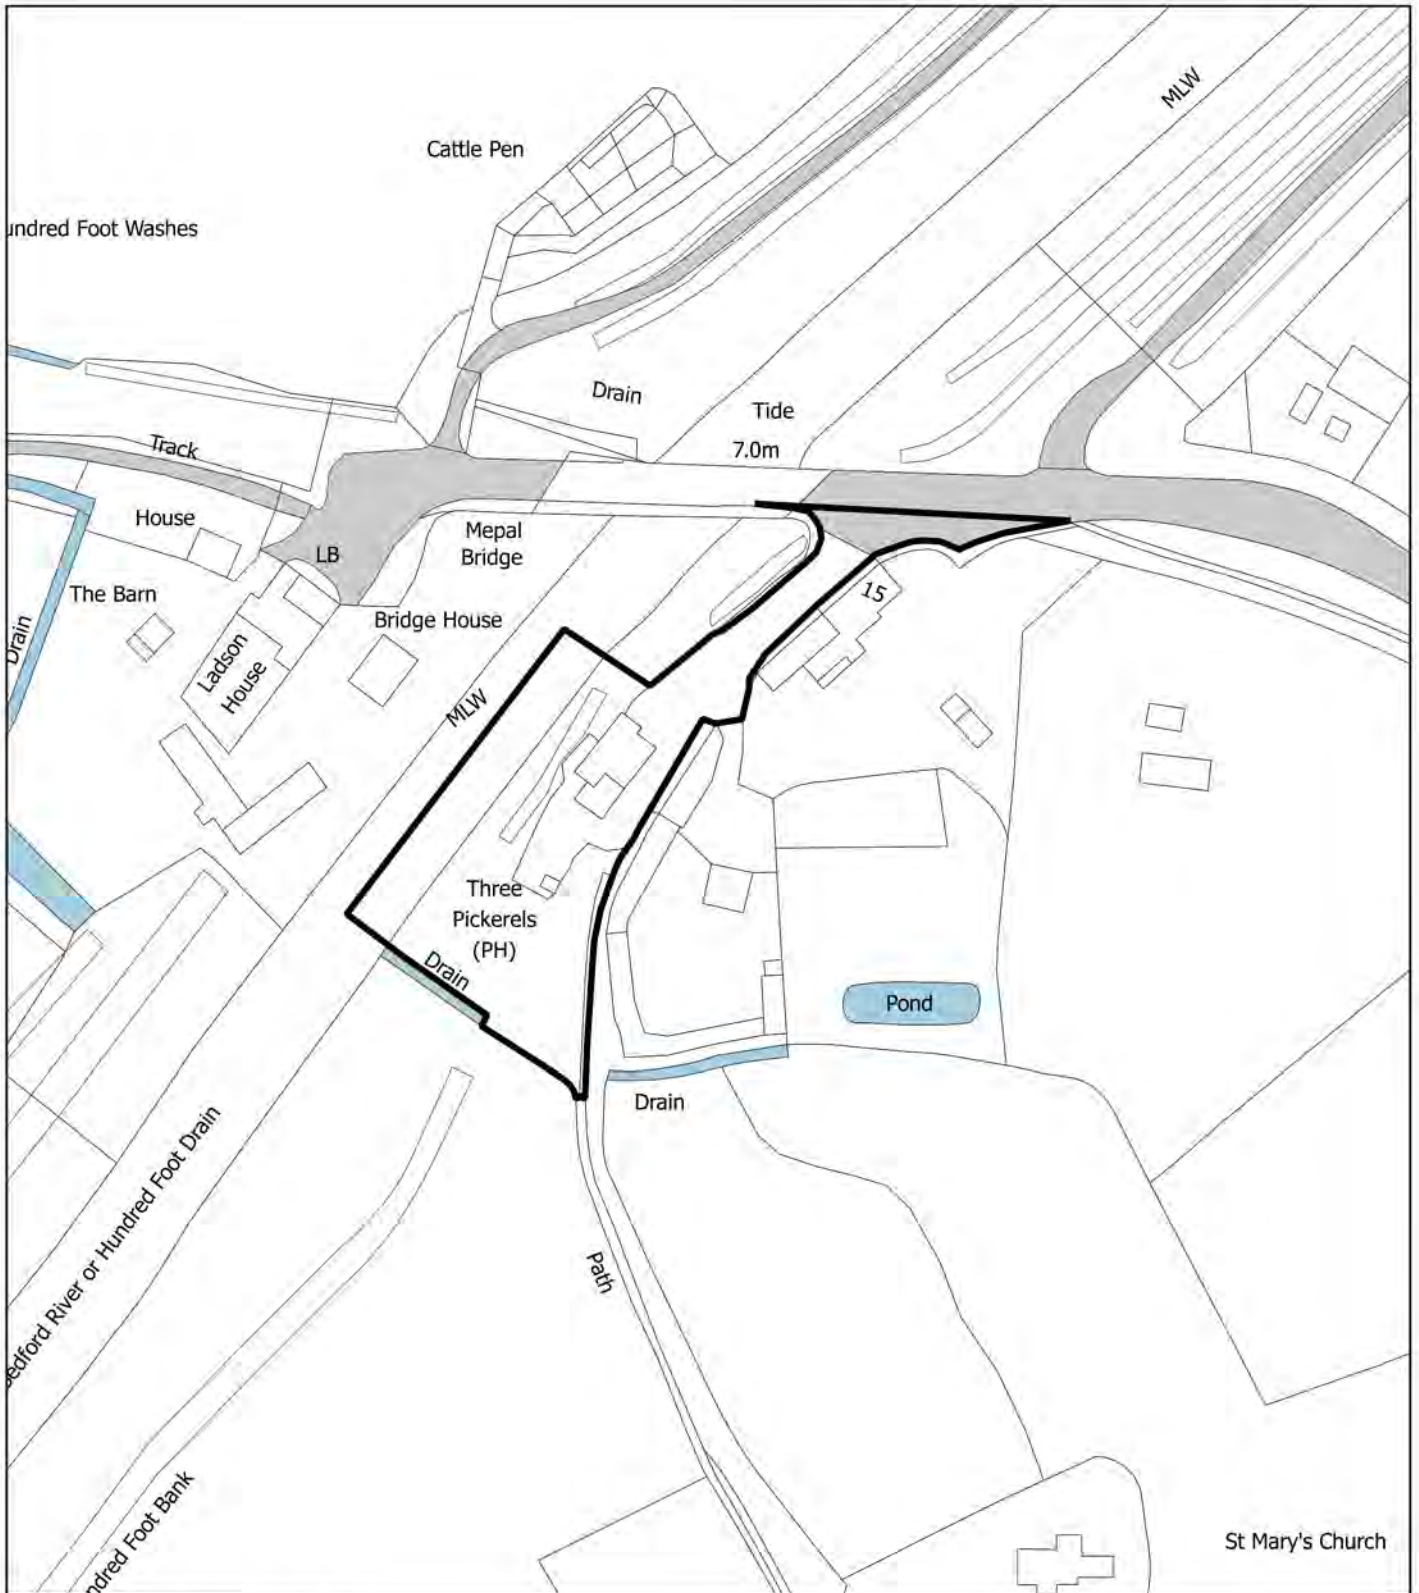 MLW
Cattle Pen
undred Foot Washes
Drain
Tide
7.0m
Track
House
Mepal
Bridge
LB
15
The Barn
Bridge House
Drain
Ladson
House
MLW
Three
Pickerels
(PH)
Drain
Pond
Drain
edford River or Hundred Foot Drain
Path
ndred Foot Bank
St Mary's Church